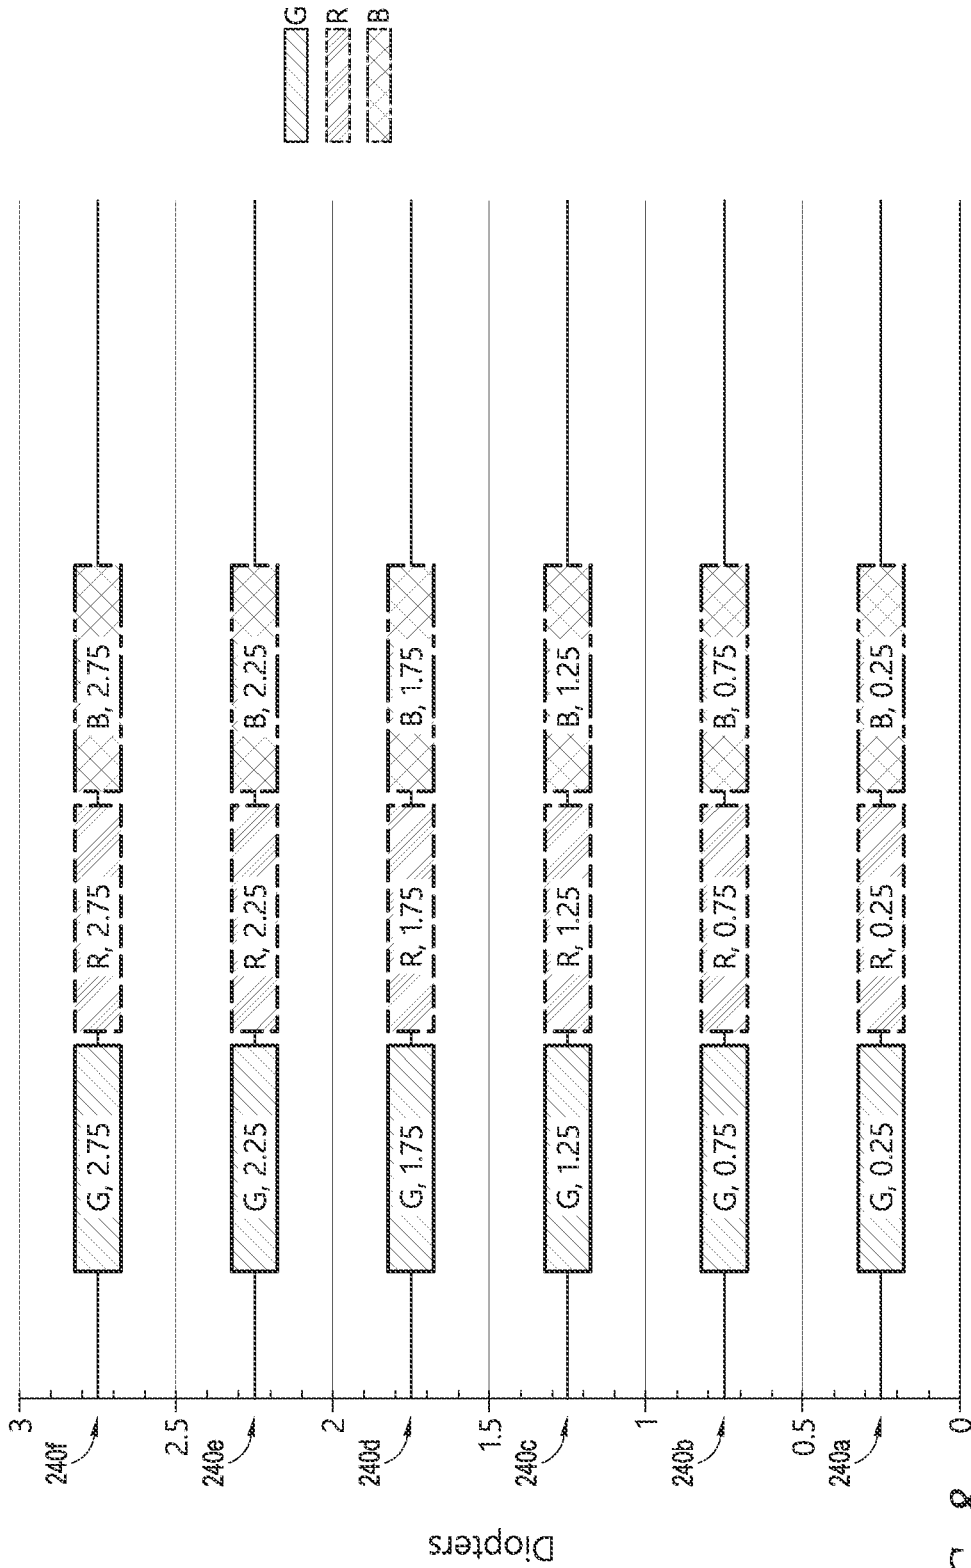 G
R
B
3
240f
G, 2.75
R, 2.75
B, 2.75
2.5
240e
G, 2.25
R, 2.25
B, 2.25
2
240d
G, 1.75
R, 1.75
B, 1.75
1.5
240c
G, 1.25
R, 1.25
B, 1.25
1
240b
G, 0.75
R, 0.75
B, 0.75
0.5
240a
G, 0.25
R, 0.25
B, 0.25
0
Diopters